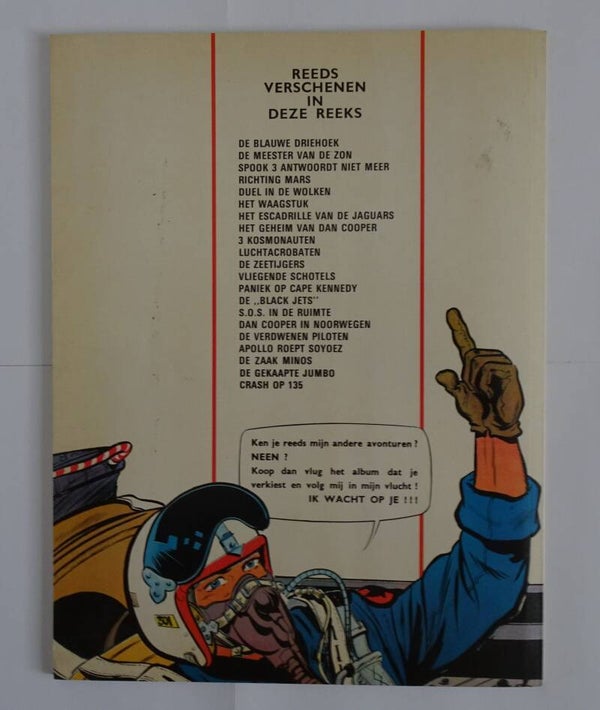 REEDS
VERSCHENEN
IN
DEZE REEKS
DE BLAUWE DRIEHOEK
DE MEESTER VAN DE ZON
SPOOK 3 ANTWOORDT NIET MEER
RICHTING MARS
DUEL IN DE WOLKEN
HET WAAGSTUK
HET ESCADRILLE VAN DE JAGUARS
HET GEHEIM VAN DAN COOPER
3 KOSMONAUTEN
LUCHTACROBATEN
DE ZEETIJGERS
VLIEGENDE SCHOTELS
PANIEK OP CAPE KENNEDY
DE ,,BLACK JETS"
S.O.S. IN DE RUIMTE
DAN COOPER IN NOORWEGEN
DE VERDWENEN PILOTEN
APOLLO ROEPT SOYOEZ
DE ZAAK MINOS
DE GEKAAPTE JUMBO
CRASH OP 135
Ken je reeds mijn andere avonturen ?
NEEN ?
Koop dan vlug het album dat je
verkiest en volg mij in mijn vlucht !
IK WACHT OP JE !!!